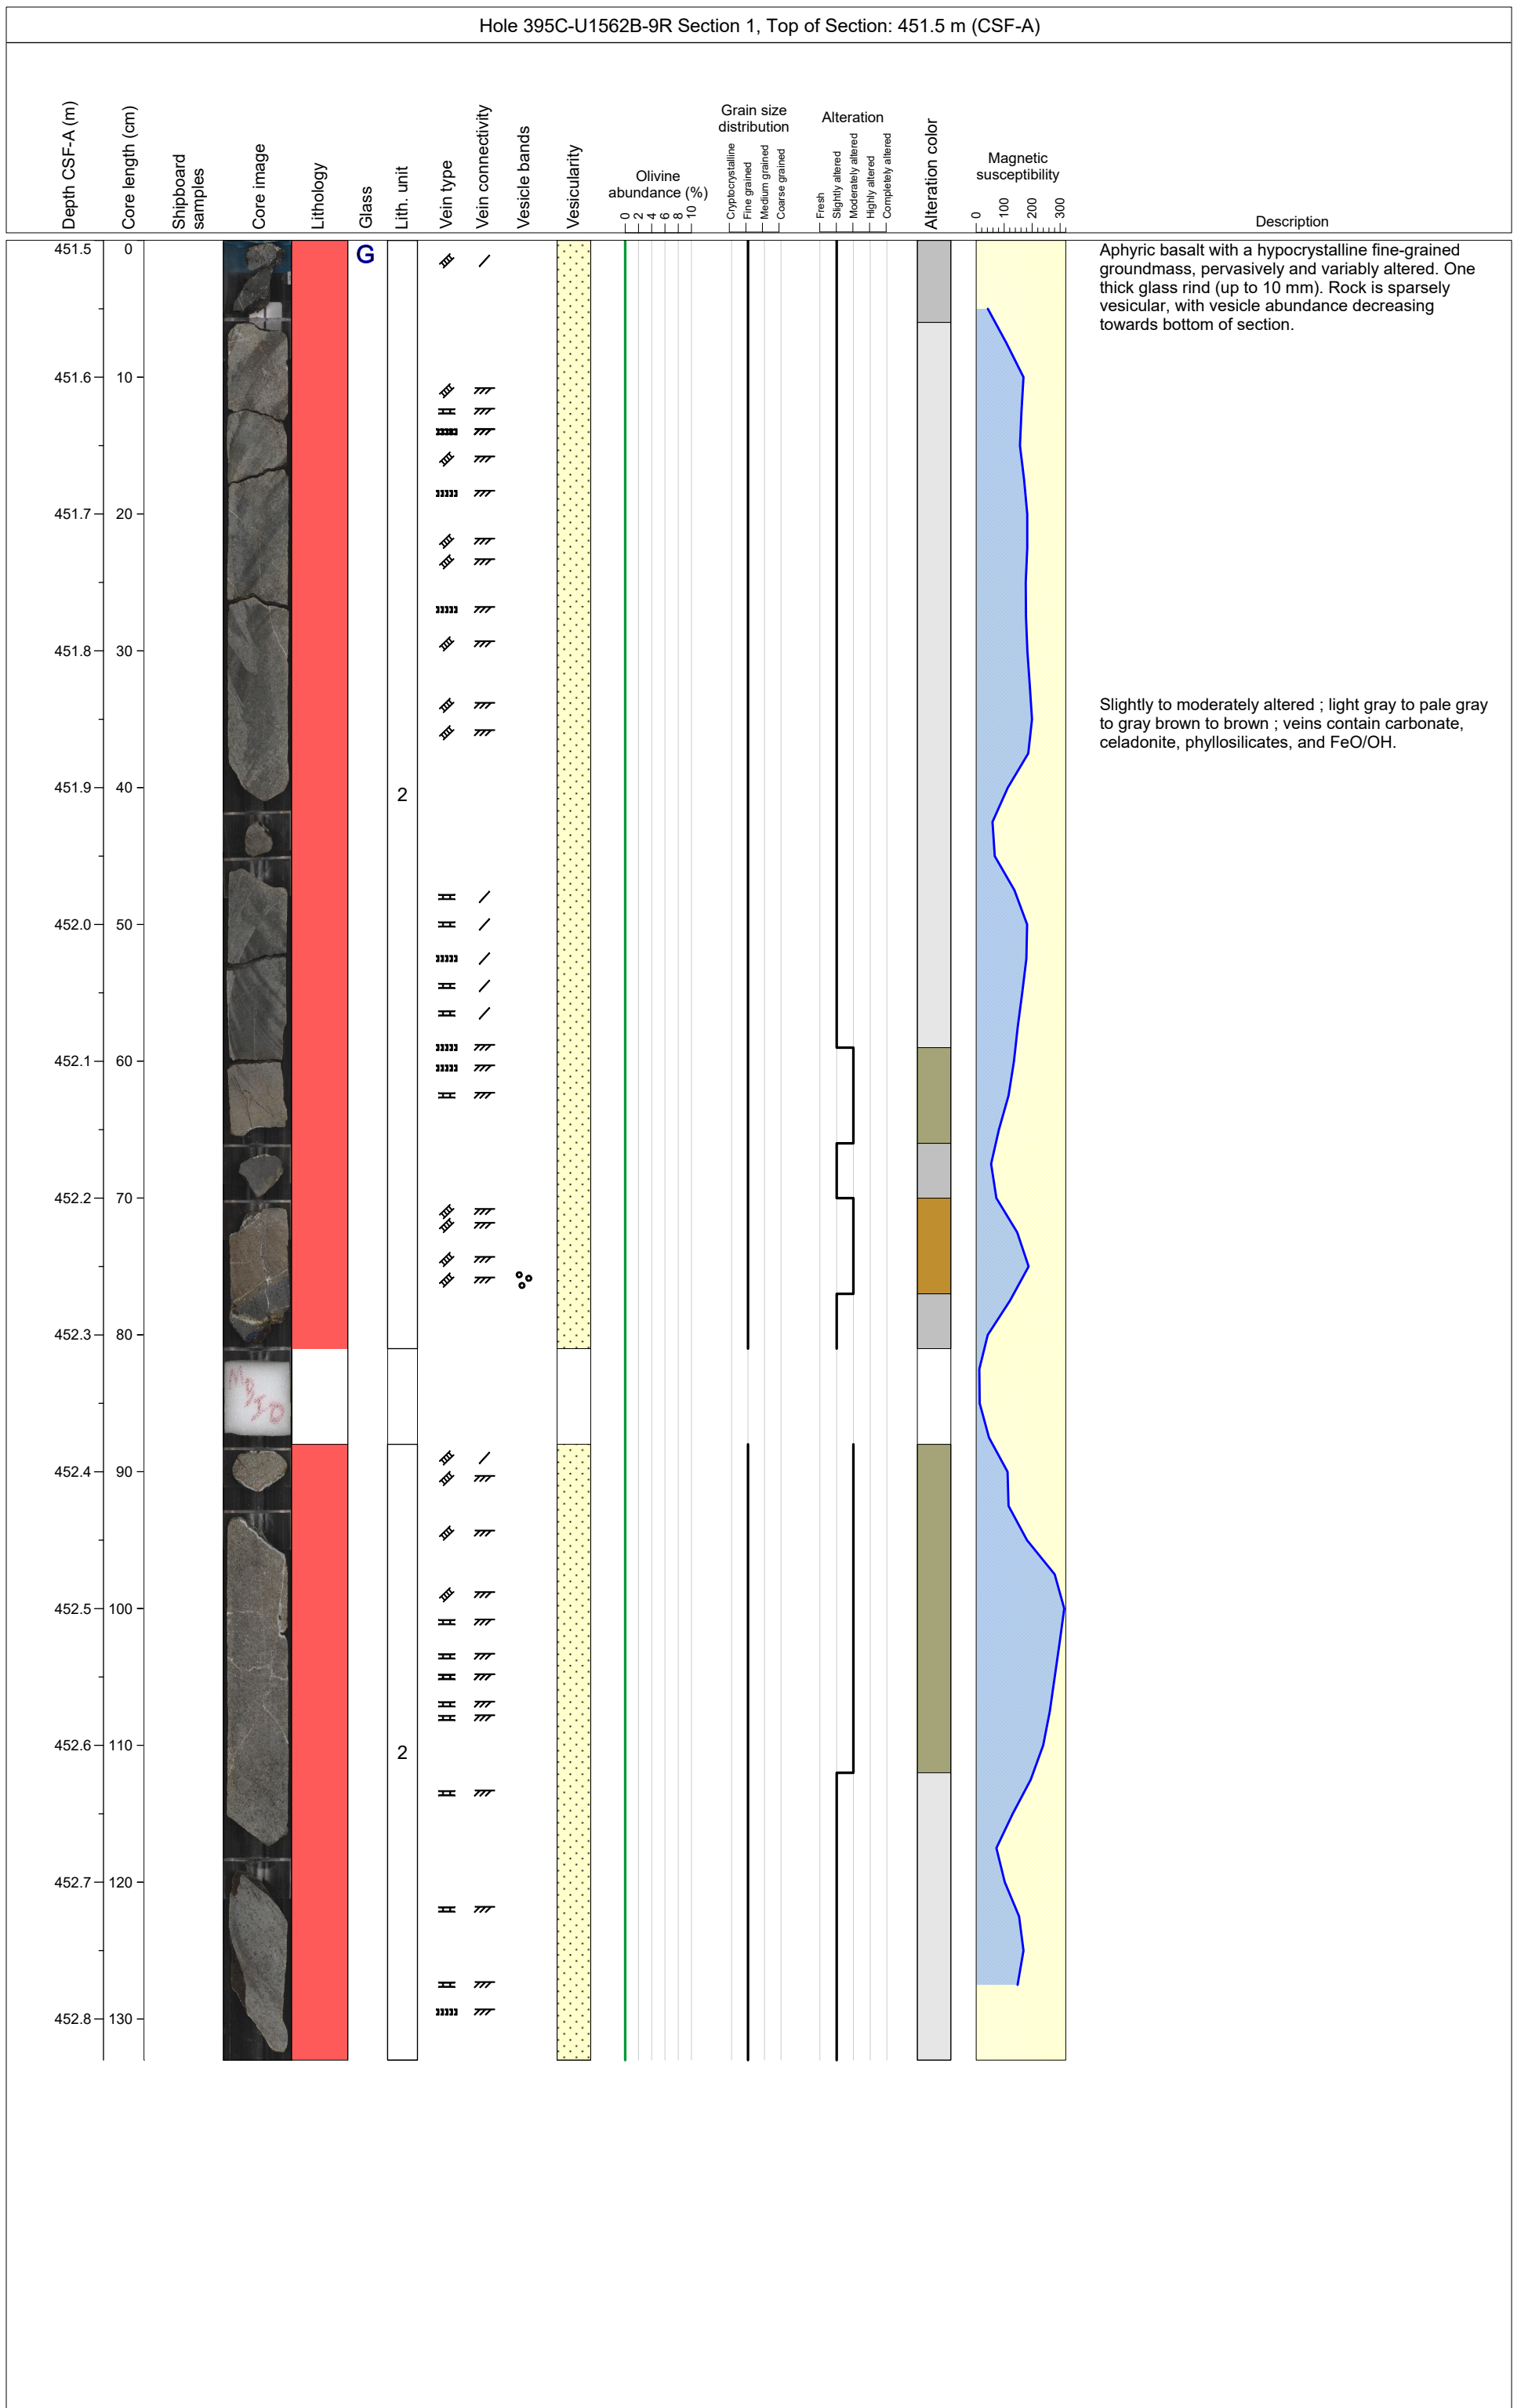 Hole 395C-U1562B-9R Section 1, Top of Section: 451.5 m (CSF-A)
Depth CSF-A (m)
Core length (cm)
Shipboard
samples
Core image
Lithology
Glass
Lith. unit
Vein type
Vein connectivity
Vesicle bands
Vesicularity
Olivine
abundance (%)
0 2 4 6 8 10
Grain size
distribution
Cryptocrystalline
Fine grained
Medium grained
Coarse grained
Alteration
Fresh
Slightly altered
Moderately altered
Highly altered
Completely altered
Alteration color
Magnetic
susceptibility
0 100 200 300
Description
451.5 0
G
Aphyric basalt with a hypocrystalline fine-grained
groundmass, pervasively and variably altered. One
thick glass rind (up to 10 mm). Rock is sparsely
vesicular, with vesicle abundance decreasing
towards bottom of section.
451.6 10
451.7 20
451.8 30
Slightly to moderately altered ; light gray to pale gray
to gray brown to brown ; veins contain carbonate,
celadonite, phyllosilicates, and FeO/OH.
451.9 40
2
452.0 50
452.1 60
452.2 70
452.3 80
452.4 90
452.5 100
452.6 110
2
452.7 120
452.8 130